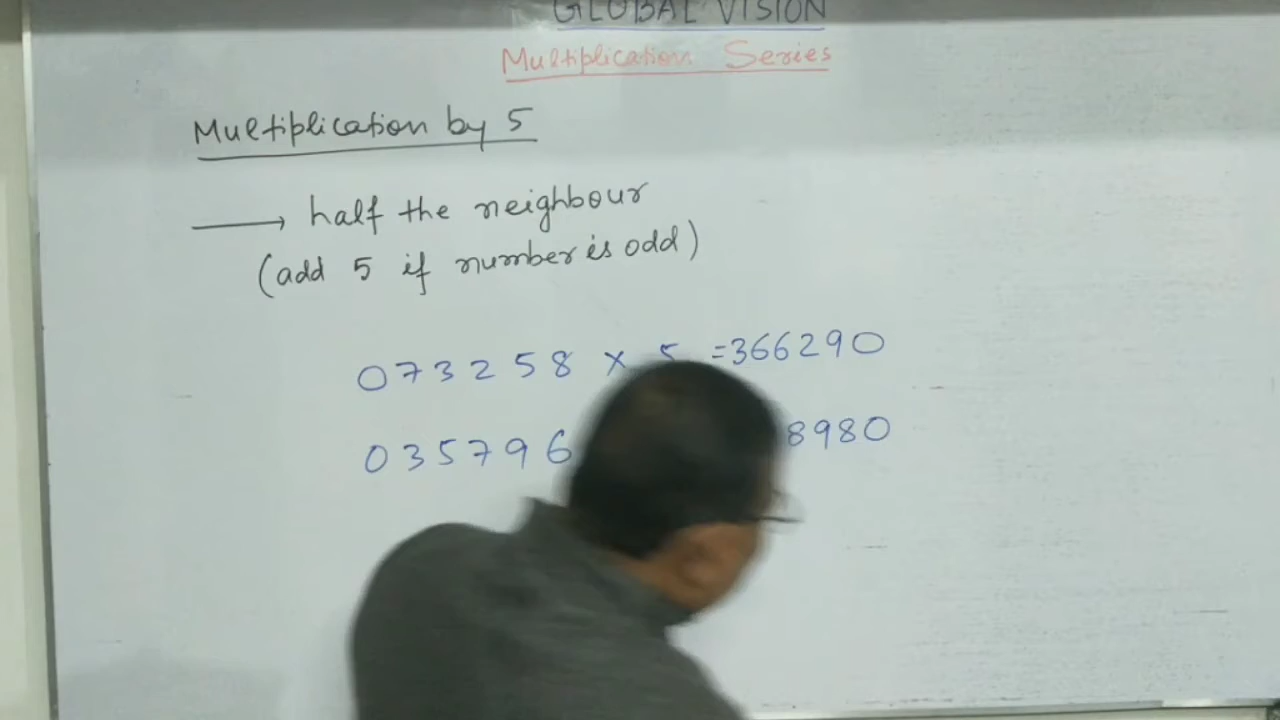 GLOBAL VISION
Multiplication Series
Multiplication by 5
half the neighbour
(add 5 if number is odd)
073258 x 5 =366290
035796 8980